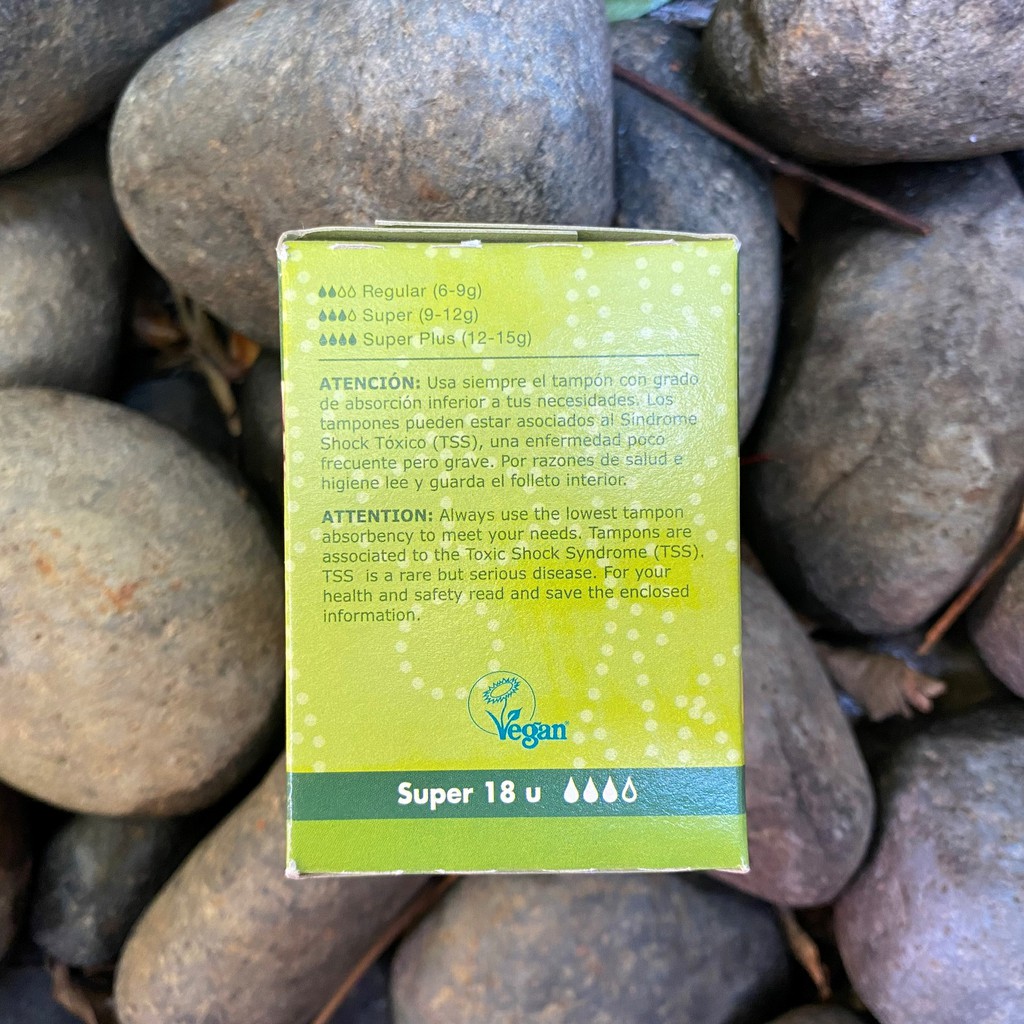 Regular (6-9g)
Super (9-12g)
Super Plus (12-15g)
ATENCIÓN: Usa siempre el tampón con grado
de absorción inferior a tus necesidades. Los
tampones pueden estar asociados al Síndrome
Shock Tóxico (TSS), una enfermedad poco
frecuente pero grave. Por razones de salud e
higiene lee y guarda el folleto interior.
ATTENTION: Always use the lowest tampon
absorbency to meet your needs. Tampons are
associated to the Toxic Shock Syndrome (TSS).
TSS is a rare but serious disease. For your
health and safety read and save the enclosed
information.
Vegan
Super 18 u